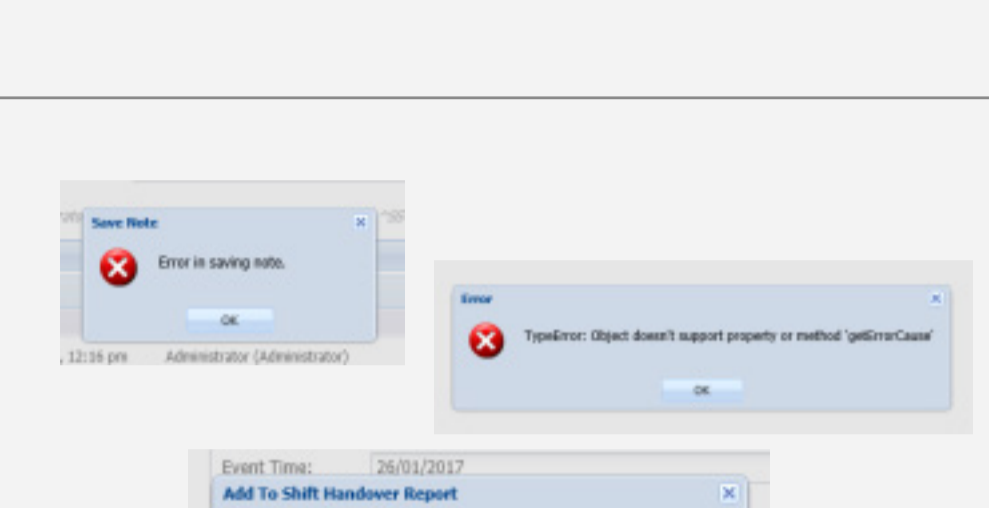 Save Note
Error in saving note.
OK
, 12:16 pm Administrator (Administrator)
Error
TypeError: Object doesn't support property or method 'getErrorCause'
OK
Event Time: 26/01/2017
Add To Shift Handover Report